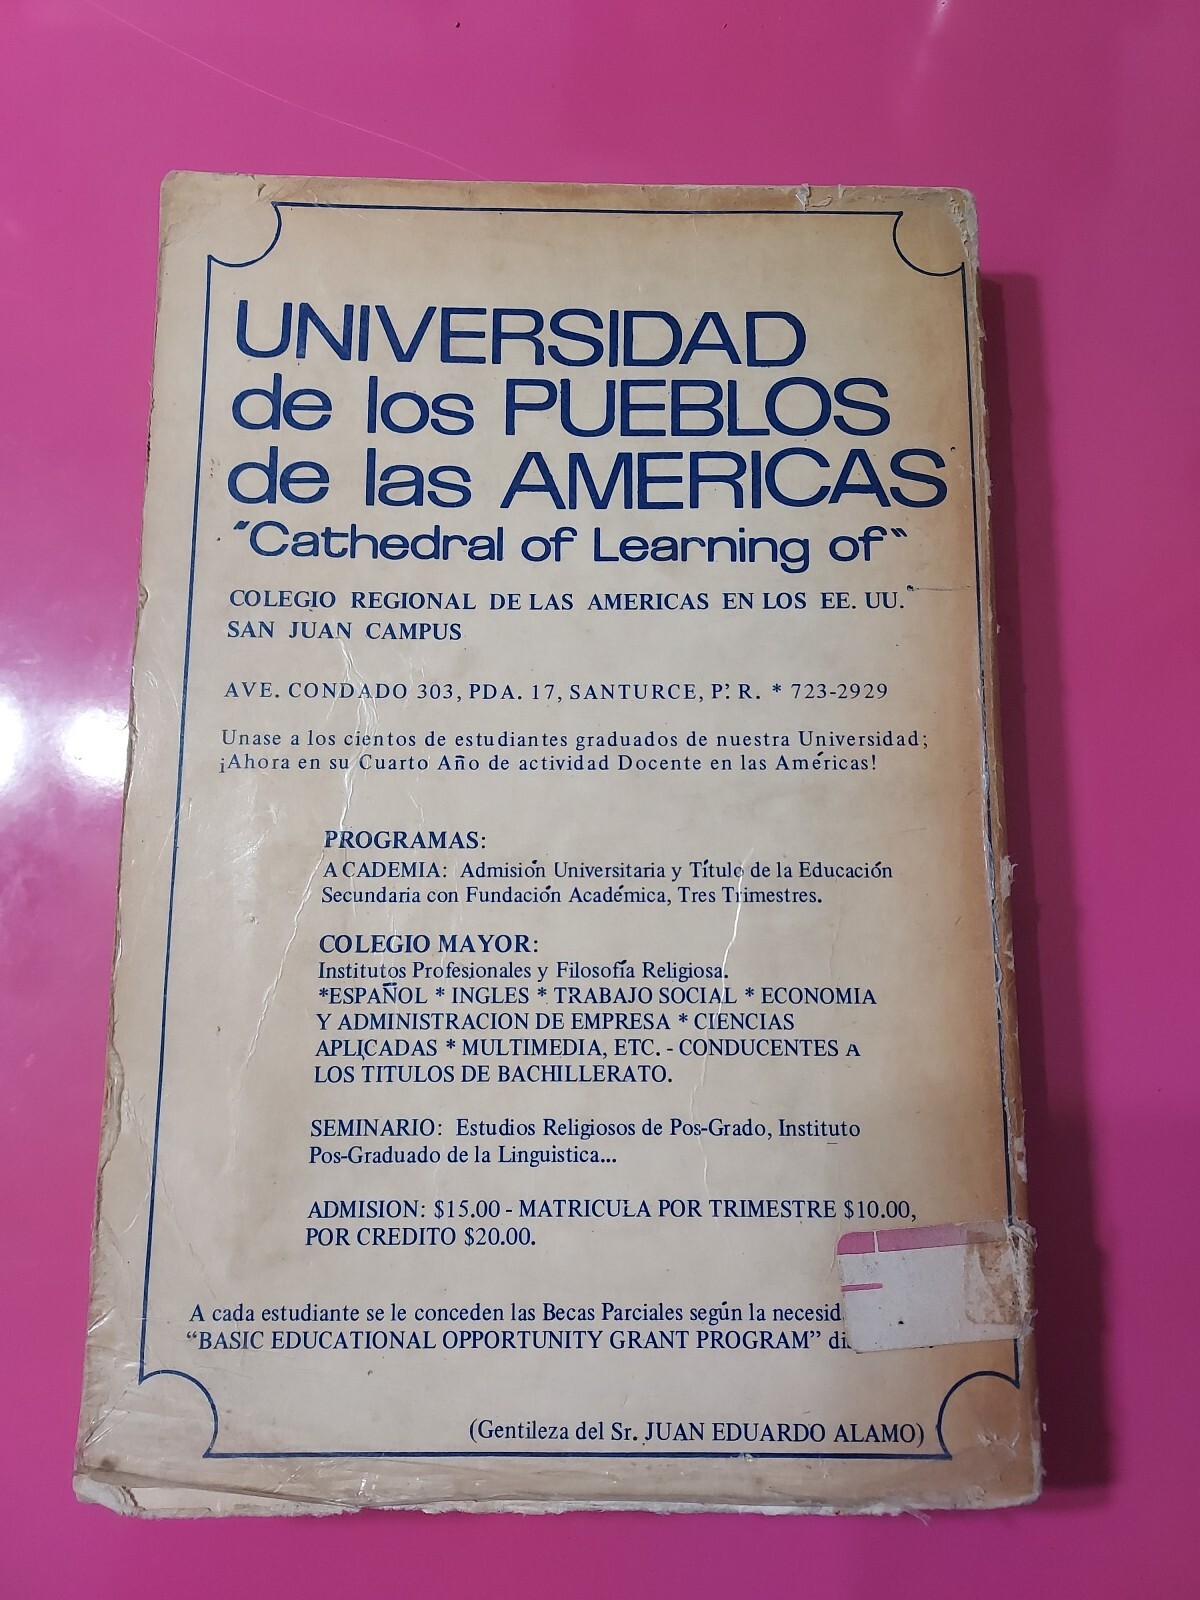 UNIVERSIDAD
de los PUEBLOS
de las AMERICAS
"Cathedral of Learning of"
COLEGIO REGIONAL DE LAS AMERICAS EN LOS EE. UU.
SAN JUAN CAMPUS
AVE. CONDADO 303, PDA. 17, SANTURCE, P. R. * 723-2929
Unase a los cientos de estudiantes graduados de nuestra Universidad;
¡Ahora en su Cuarto Año de actividad Docente en las Américas!
PROGRAMAS:
ACADEMIA: Admisión Universitaria y Título de la Educación
Secundaria con Fundación Académica, Tres Trimestres.
COLEGIO MAYOR:
Institutos Profesionales y Filosofía Religiosa.
*ESPAÑOL * INGLES * TRABAJO SOCIAL * ECONOMIA
Y ADMINISTRACION DE EMPRESA * CIENCIAS
APLICADAS * MULTIMEDIA, ETC. - CONDUCENTES A
LOS TITULOS DE BACHILLERATO.
SEMINARIO: Estudios Religiosos de Pos-Grado, Instituto
Pos-Graduado de la Linguistica...
ADMISION: $15.00 - MATRICULA POR TRIMESTRE $10.00,
POR CREDITO $20.00.
A cada estudiante se le conceden las Becas Parciales según la
"BASIC EDUCATIONAL OPPORTUNITY GRANT PROGRAM"
(Gentileza del Sr. JUAN EDUARDO ALAMO)